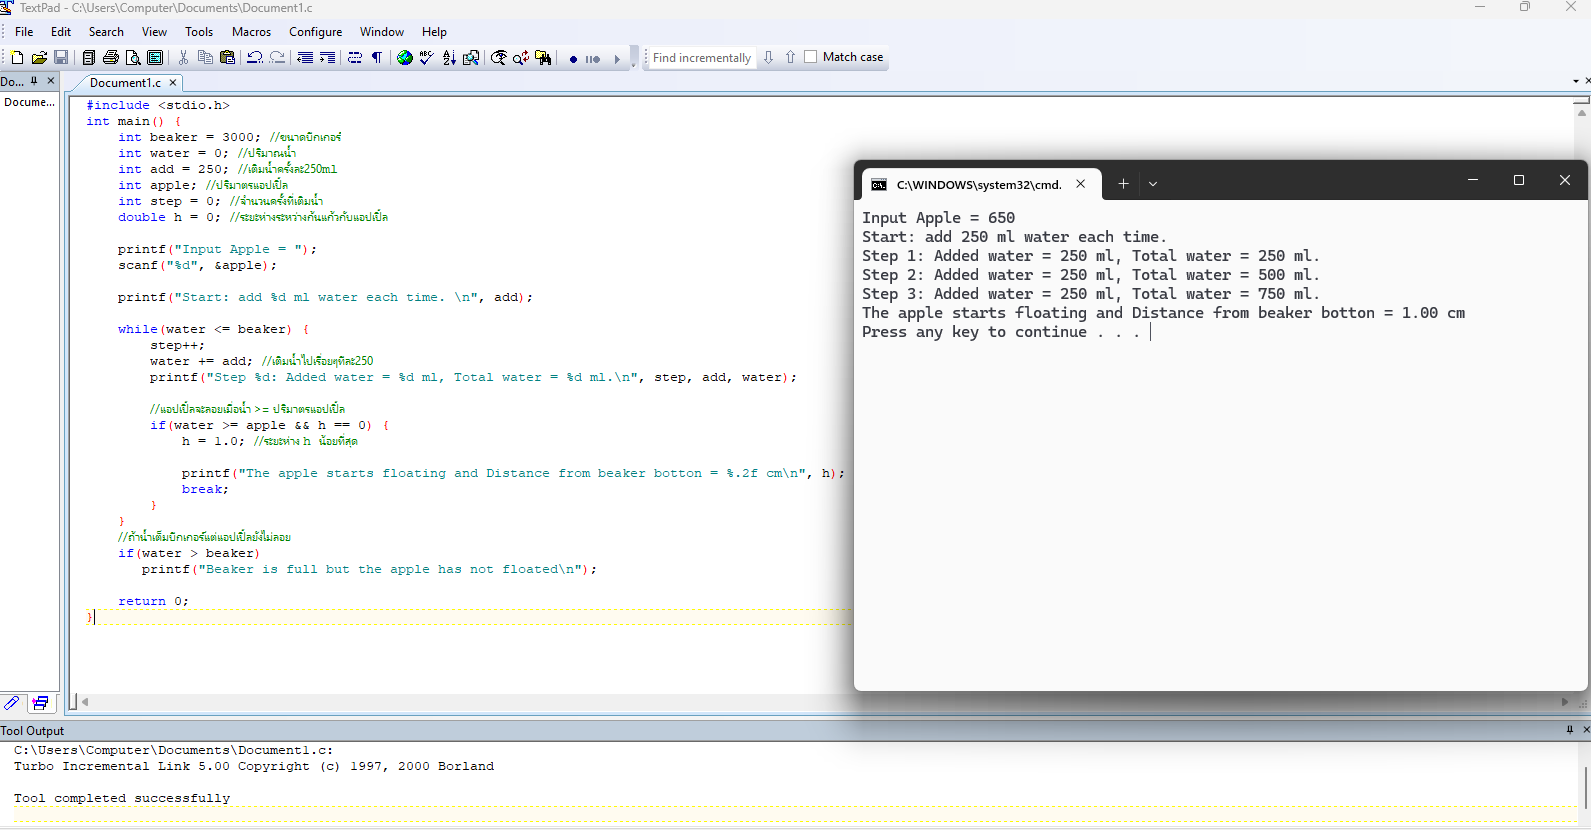 TextPad - C:\Users\Computer\Documents\Document1.c
File Edit Search View Tools Macros Configure Window Help
Find incrementally Match case
Do...
Document1.c
Docume...
#include <stdio.h>
int main() {
int beaker = 3000; //ขนาดบีกเกอร์
int water = 0; //ปริมาณน้ำ
int add = 250; //เติมน้ำครั้งละ250ml
int apple; //ปริมาตรแอปเปิ้ล
int step = 0; //จำนวนครั้งที่เติมน้ำ
double h = 0; //ระยะห่างระหว่างก้นแก้วกับแอปเปิ้ล
printf("Input Apple = ");
scanf("%d", &apple);
printf("Start: add %d ml water each time. \n", add);
while(water <= beaker) {
step++;
water += add; //เติมน้ำไปเรื่อยๆทีละ250
printf("Step %d: Added water = %d ml, Total water = %d ml.\n", step, add, water);
//แอปเปิ้ลจะลอยเมื่อน้ำ >= ปริมาตรแอปเปิ้ล
if(water >= apple && h == 0) {
h = 1.0; //ระยะห่าง h น้อยที่สุด
printf("The apple starts floating and Distance from beaker botton = %.2f cm\n", h);
break;
}
}
//ถ้าน้ำเต็มบีกเกอร์แต่แอปเปิ้ลยังไม่ลอย
if(water > beaker)
printf("Beaker is full but the apple has not floated\n");
return 0;
}
C:\WINDOWS\system32\cmd.
Input Apple = 650
Start: add 250 ml water each time.
Step 1: Added water = 250 ml, Total water = 250 ml.
Step 2: Added water = 250 ml, Total water = 500 ml.
Step 3: Added water = 250 ml, Total water = 750 ml.
The apple starts floating and Distance from beaker botton = 1.00 cm
Press any key to continue . . .
Tool Output
C:\Users\Computer\Documents\Document1.c:
Turbo Incremental Link 5.00 Copyright (c) 1997, 2000 Borland
Tool completed successfully